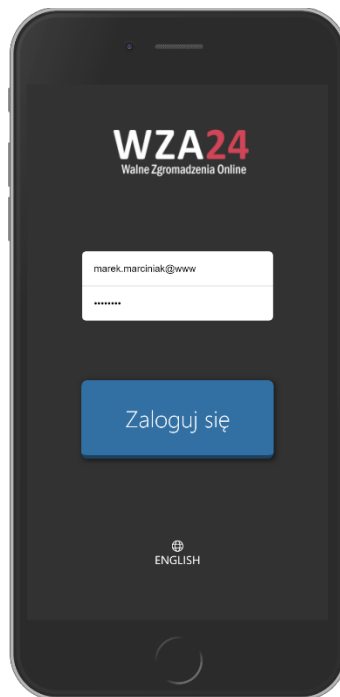 WZA24
Walne Zgromadzenia Online
marek.marciniak@www
••••••••
Zaloguj się
ENGLISH